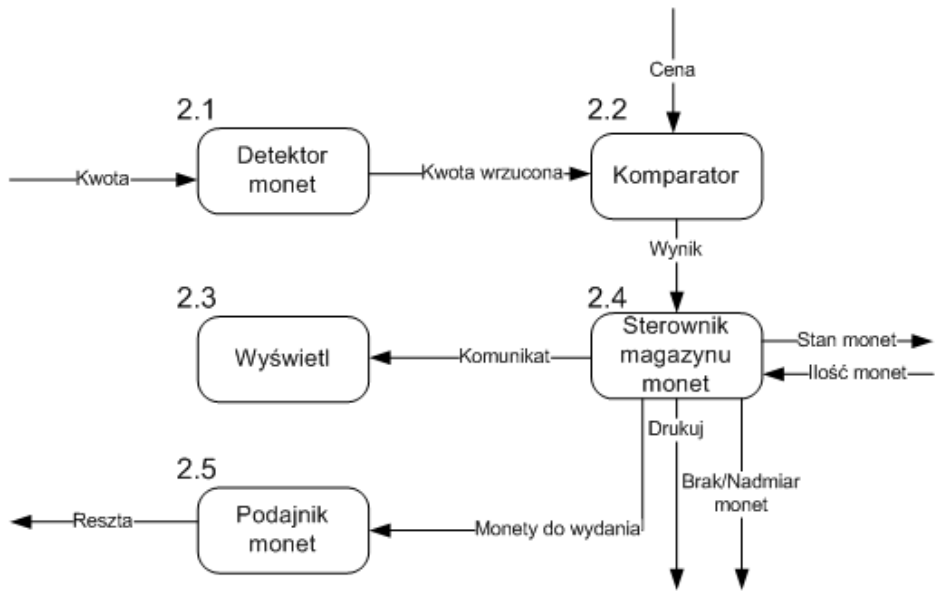 Cena
2.1
2.2
Detektor
monet
Kwota
Kwota wrzucona
Komparator
Wynik
2.3
2.4
Wyświetl
Komunikat
Sterownik
magazynu
monet
Stan monet
Ilość monet
Drukuj
Brak/Nadmiar
monet
2.5
Podajnik
monet
Reszta
Monety do wydania